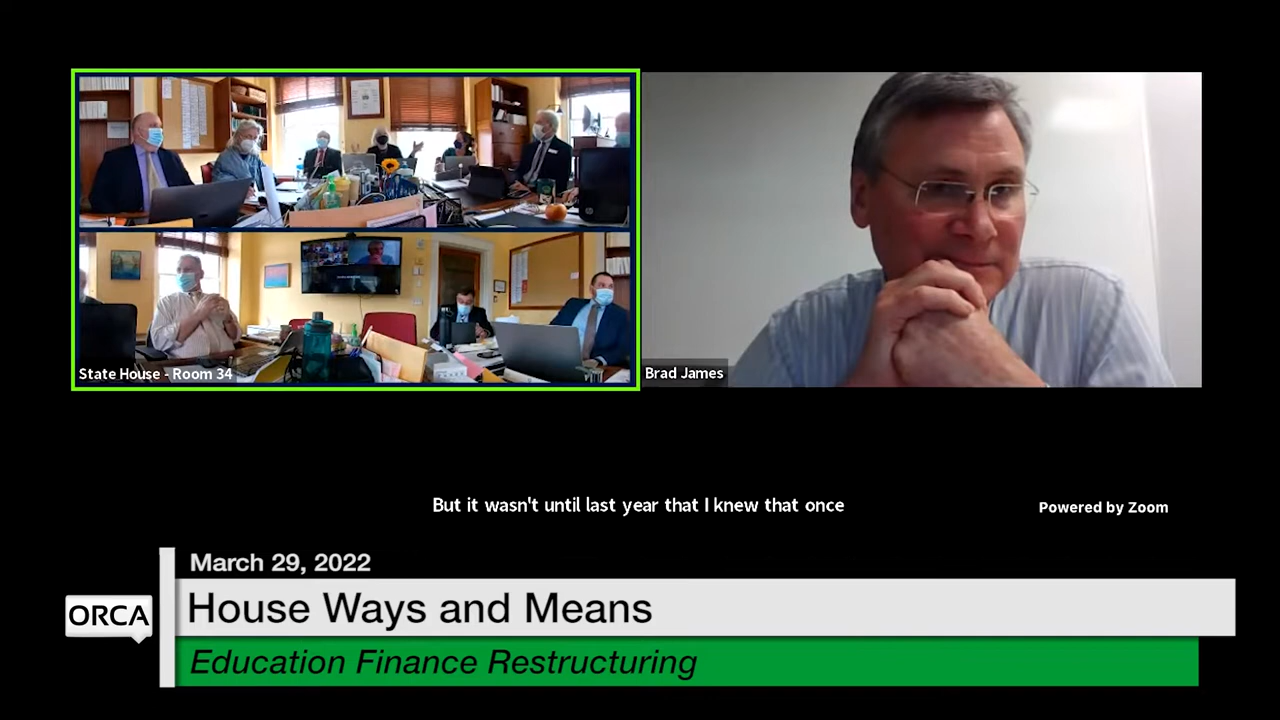 State House - Room 34
Brad James
But it wasn't until last year that I knew that once
Powered by Zoom
March 29, 2022
ORCA
House Ways and Means
Education Finance Restructuring